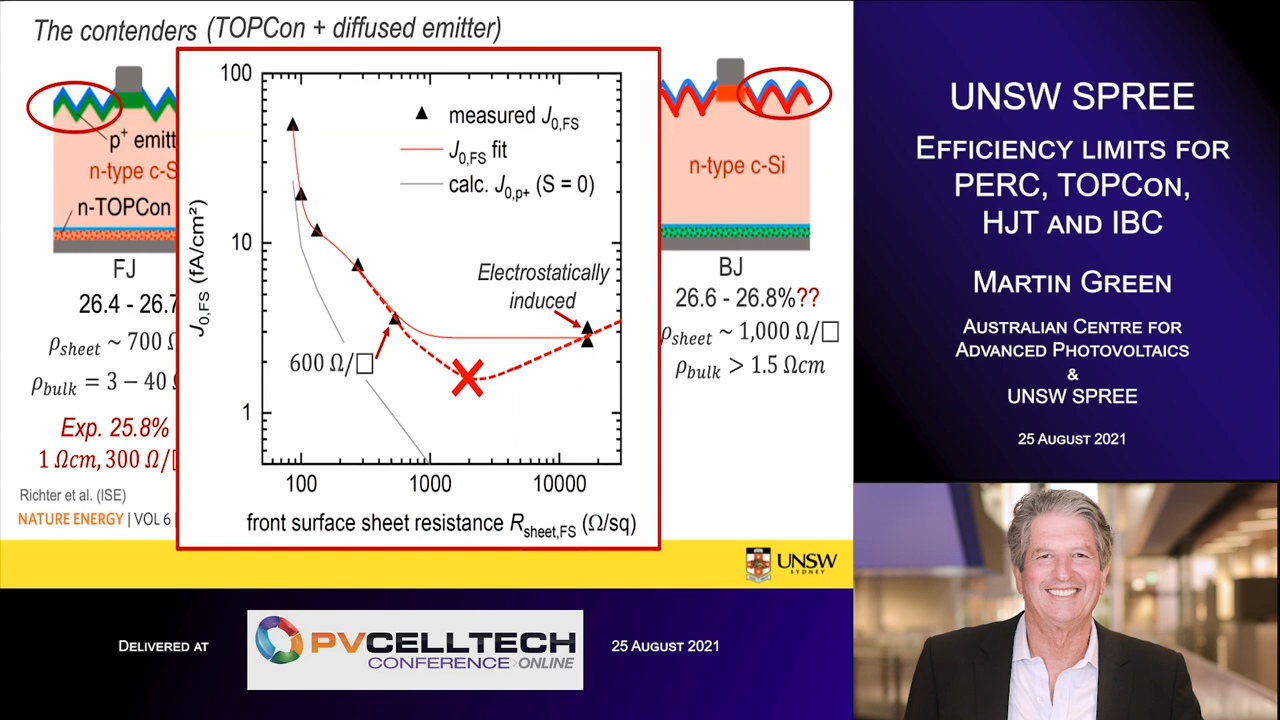 The contenders (TOPCon + diffused emitter)
p+ emitt
n-type c-S
n-TOPCon
FJ
26.4 - 26.7
ρsheet ~ 700 Ω
ρbulk = 3 − 40 Ω
Exp. 25.8%
1 Ωcm, 300 Ω/
Richter et al. (ISE)
NATURE ENERGY | VOL 6
100
10
1
J0,FS (fA/cm²)
measured J0,FS
J0,FS fit
calc. J0,p+ (S = 0)
Electrostatically
induced
600 Ω/□
100 1000 10000
front surface sheet resistance Rsheet,FS (Ω/sq)
n-type c-Si
BJ
26.6 - 26.8%??
ρsheet ~ 1,000 Ω/□
ρbulk > 1.5 Ωcm
UNSW
SYDNEY
DELIVERED AT
PVCELLTECH
CONFERENCE>ONLINE
25 AUGUST 2021
UNSW SPREE
EFFICIENCY LIMITS FOR
PERC, TOPCON,
HJT AND IBC
MARTIN GREEN
AUSTRALIAN CENTRE FOR
ADVANCED PHOTOVOLTAICS
&
UNSW SPREE
25 AUGUST 2021